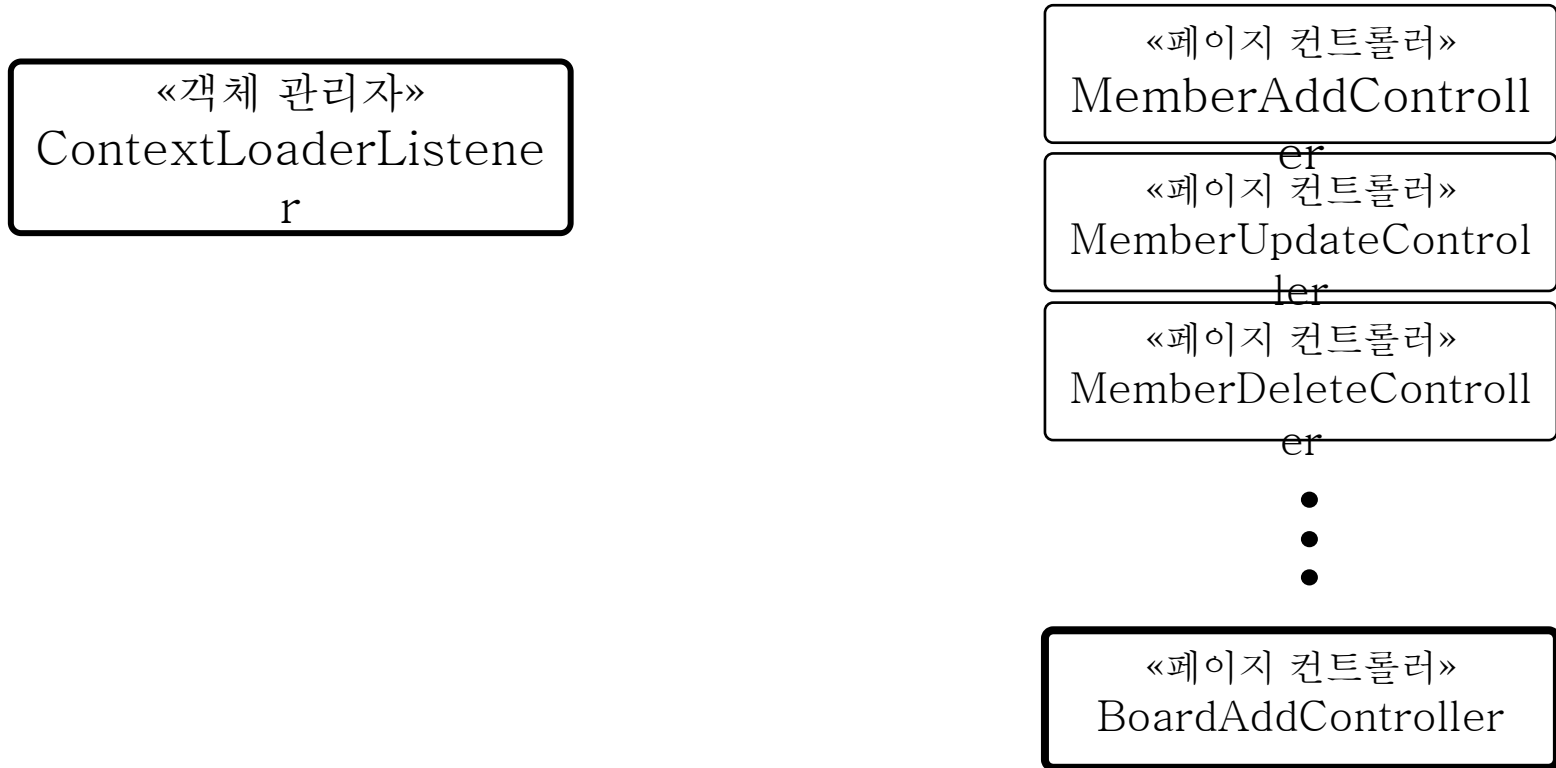 «객체 관리자»
ContextLoaderListene
r
«페이지 컨트롤러»
MemberAddControll
er
«페이지 컨트롤러»
MemberUpdateControl
ler
«페이지 컨트롤러»
MemberDeleteControll
er
«페이지 컨트롤러»
BoardAddController